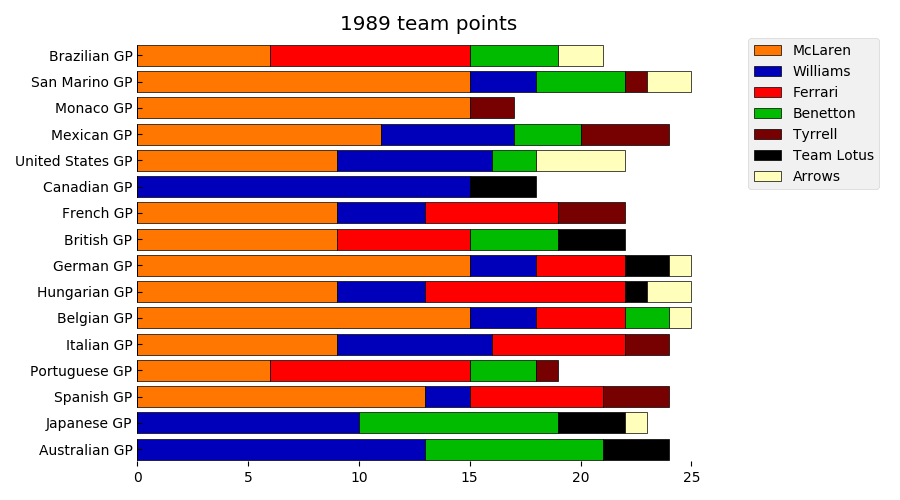 1989 team points
Brazilian GP
San Marino GP
Monaco GP
Mexican GP
United States GP
Canadian GP
French GP
British GP
German GP
Hungarian GP
Belgian GP
Italian GP
Portuguese GP
Spanish GP
Japanese GP
Australian GP
0 5 10 15 20 25
McLaren
Williams
Ferrari
Benetton
Tyrrell
Team Lotus
Arrows